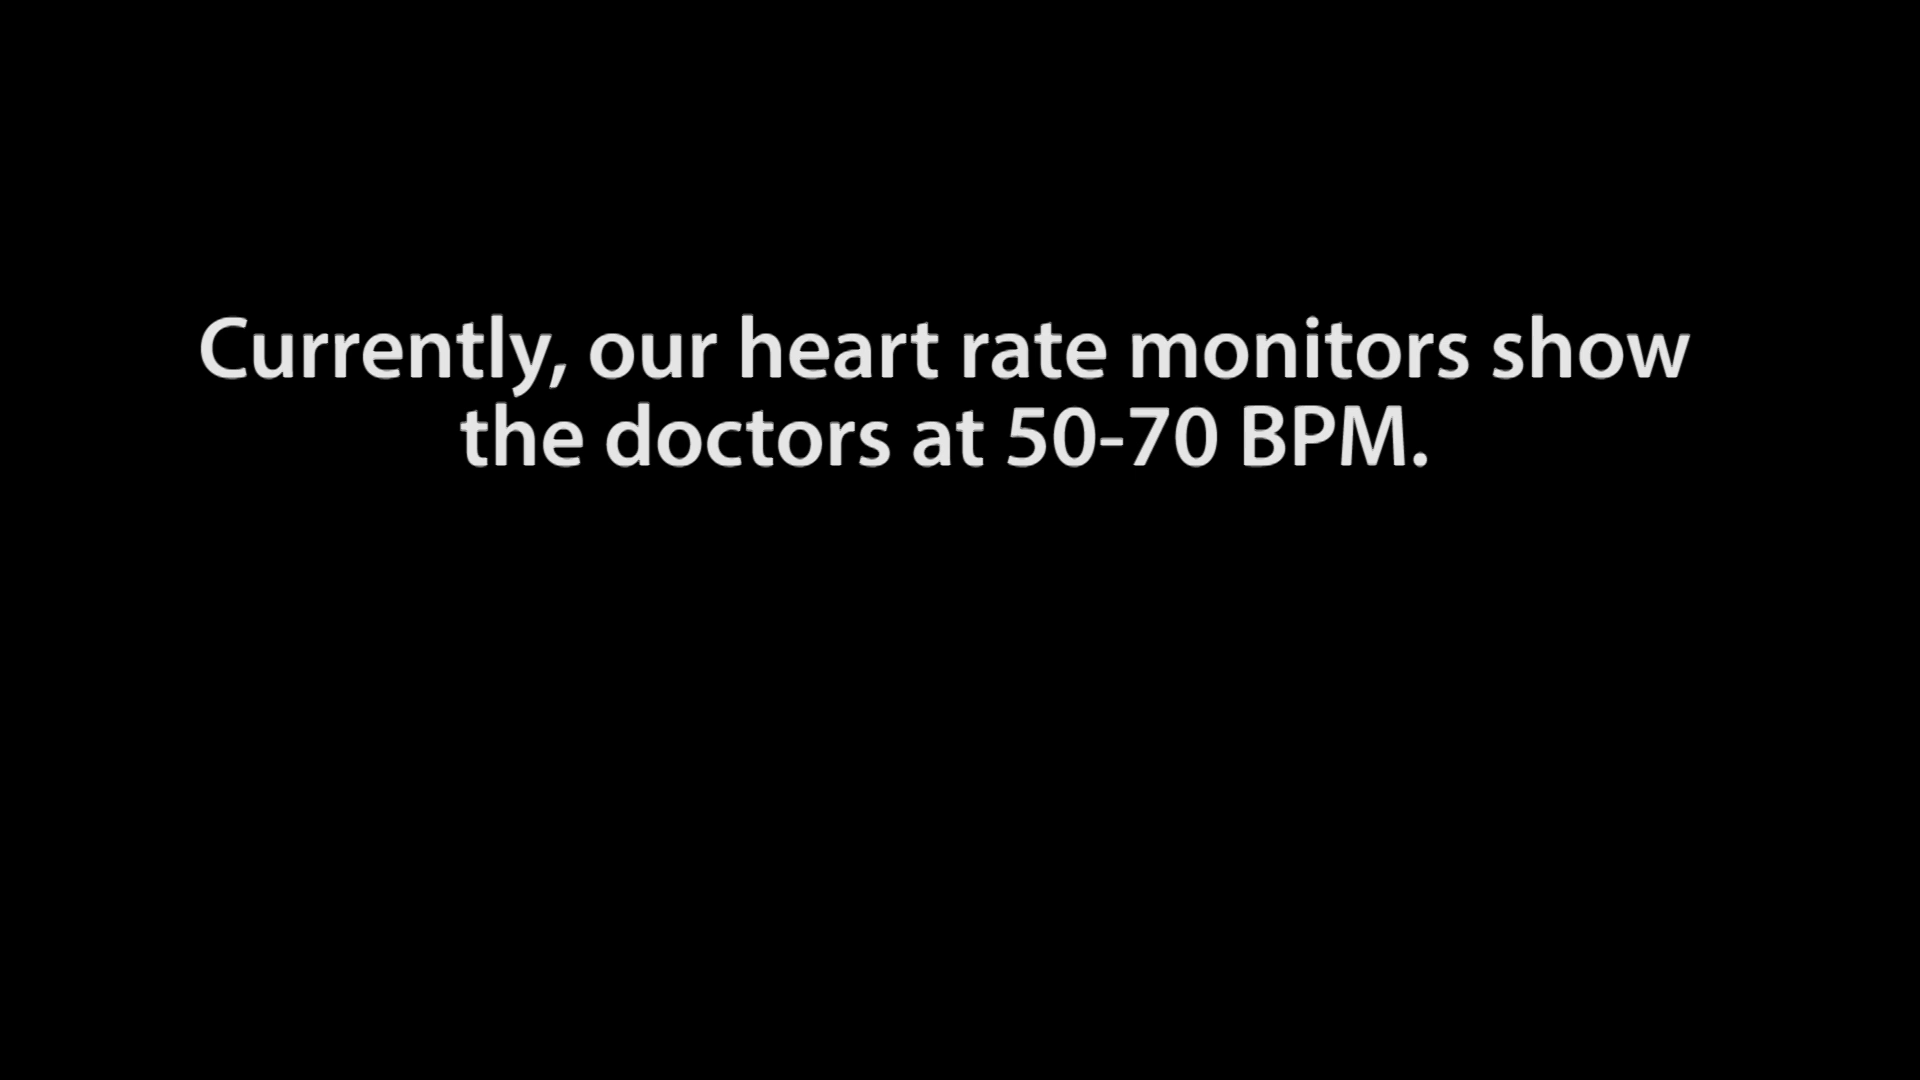 Currently, our heart rate monitors show
the doctors at 50-70 BPM.